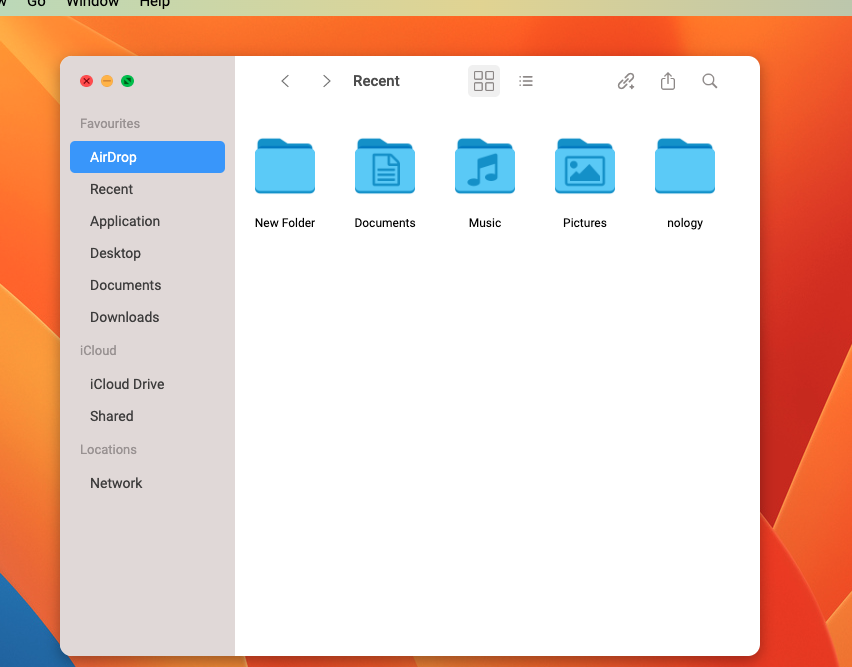 Go Window Help
Recent
Favourites
AirDrop
Recent
Application
Desktop
Documents
Downloads
iCloud
iCloud Drive
Shared
Locations
Network
New Folder Documents Music Pictures nology